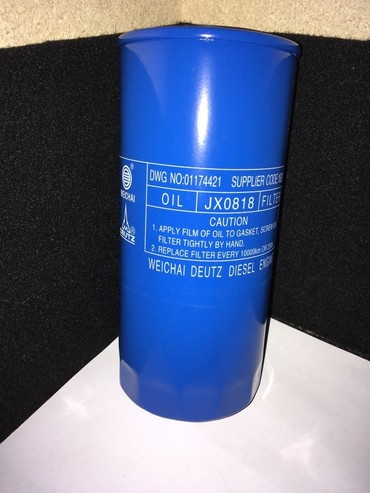 WEICHAI
DEUTZ
DWG NO:01174421 SUPPLIER CODE
OIL JX0818 FILTE
CAUTION
1. APPLY FILM OF OIL TO GASKET, SCREW
FILTER TIGHTLY BY HAND.
2. REPLACE FILTER EVERY 10000km
WEICHAI DEUTZ DIESEL ENGI